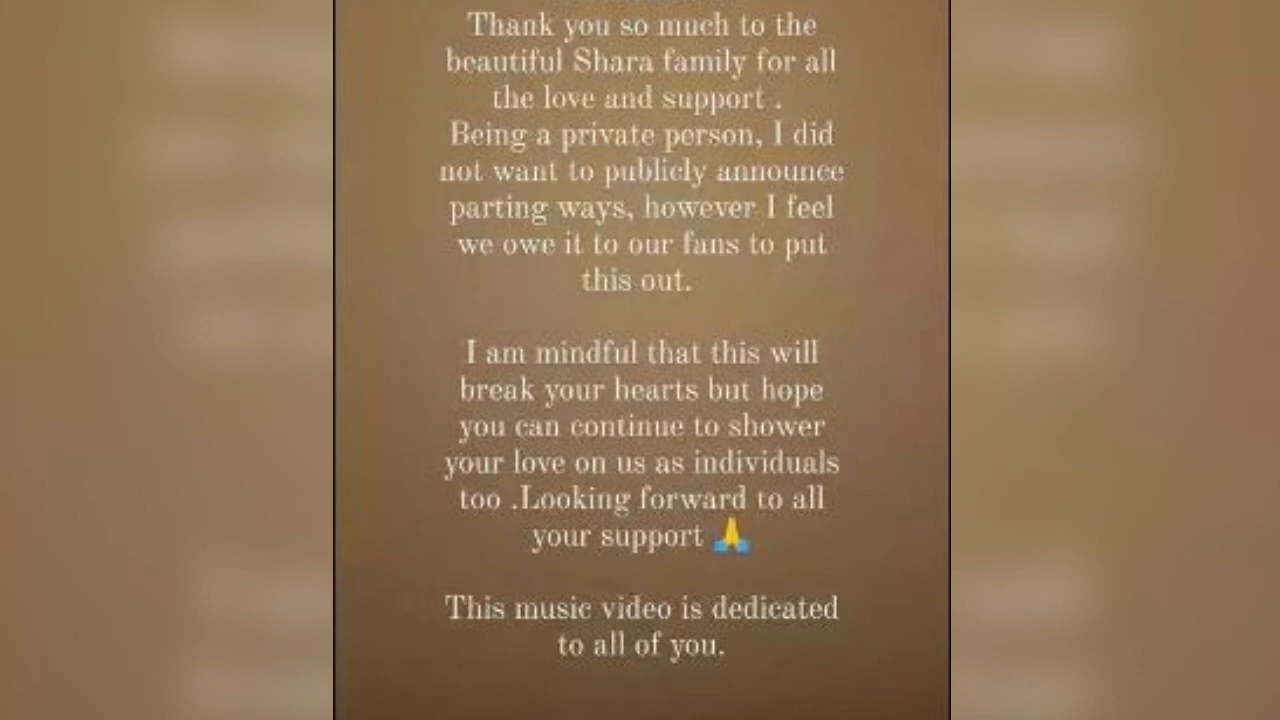 Thank you so much to the
beautiful Shara family for all
the love and support .
Being a private person, I did
not want to publicly announce
parting ways, however I feel
we owe it to our fans to put
this out.
I am mindful that this will
break your hearts but hope
you can continue to shower
your love on us as individuals
too .Looking forward to all
your support 🙏
This music video is dedicated
to all of you.